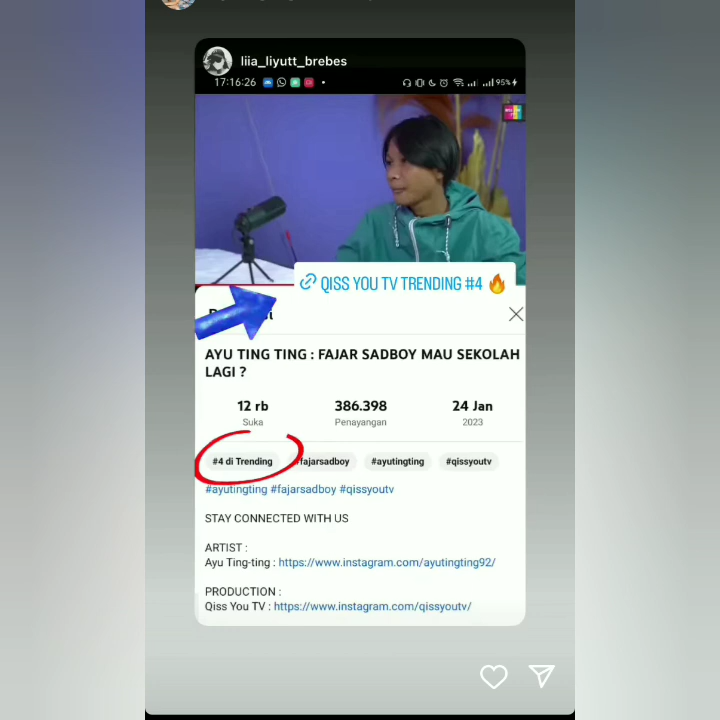 liia_liyutt_brebes
17:16:26
95%
QISS YOU TV TRENDING #4
AYU TING TING : FAJAR SADBOY MAU SEKOLAH
LAGI ?
12 rb 386.398 24 Jan
Suka Penayangan 2023
#4 di Trending #fajarsadboy #ayutingting #qissyoutv
#ayutingting #fajarsadboy #qissyoutv
STAY CONNECTED WITH US
ARTIST :
Ayu Ting-ting : https://www.instagram.com/ayutingting92/
PRODUCTION :
Qiss You TV : https://www.instagram.com/qissyoutv/